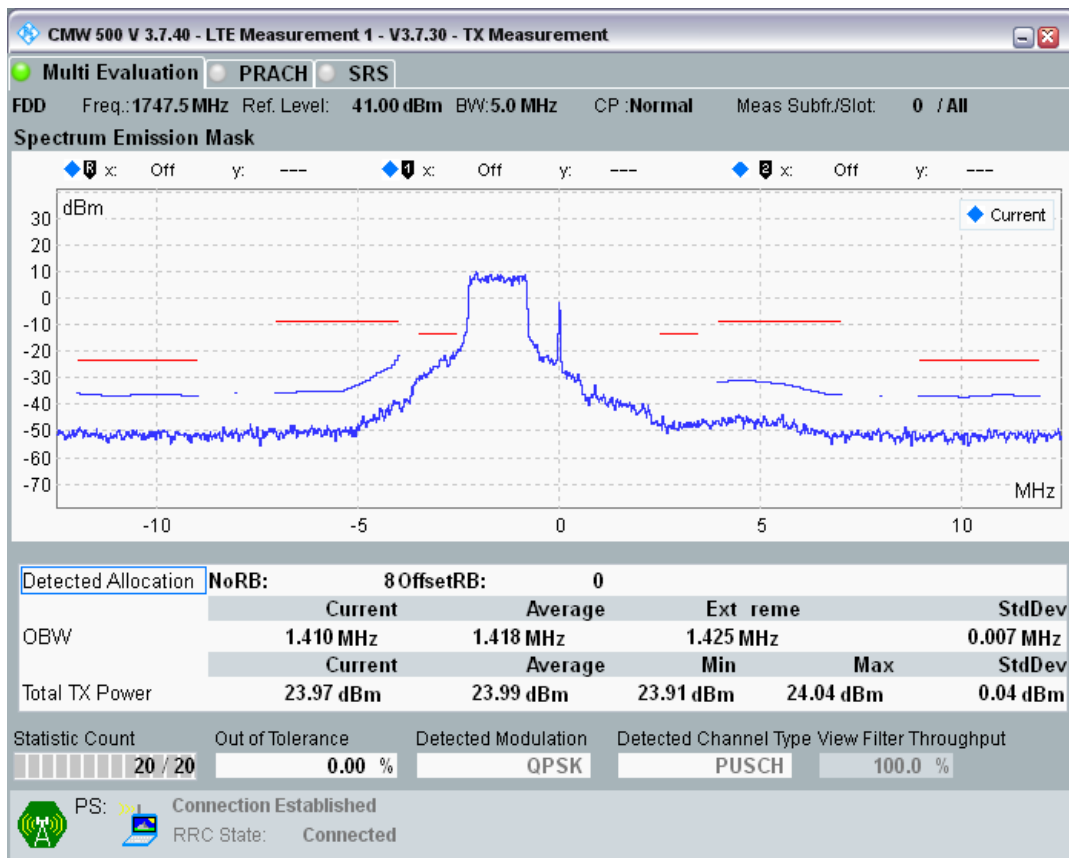 CMW 500 V 3.7.40 - LTE Measurement 1 - V3.7.30 - TX Measurement
Multi Evaluation PRACH SRS
FDD Freq.: 1747.5 MHz Ref. Level: 41.00 dBm BW: 5.0 MHz CP : Normal Meas Subfr./Slot: 0 / All
Spectrum Emission Mask
R x: Off y: --- 1 x: Off y: --- 2 x: Off y: ---
dBm
Current
30
20
10
0
-10
-20
-30
-40
-50
-60
-70
MHz
-10 -5 0 5 10
Detected Allocation NoRB: 8 OffsetRB: 0
Current Average Ext reme StdDev
OBW 1.410 MHz 1.418 MHz 1.425 MHz 0.007 MHz
Current Average Min Max StdDev
Total TX Power 23.97 dBm 23.99 dBm 23.91 dBm 24.04 dBm 0.04 dBm
Statistic Count Out of Tolerance Detected Modulation Detected Channel Type View Filter Throughput
20 / 20 0.00 % QPSK PUSCH 100.0 %
PS: Connection Established
RRC State: Connected